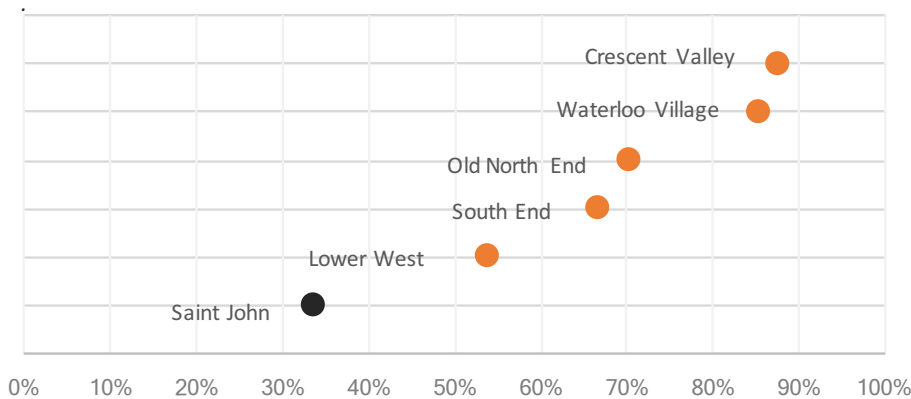 .
Crescent Valley
Waterloo Village
Old North End
South End
Lower West
Saint John
0% 10% 20% 30% 40% 50% 60% 70% 80% 90% 100%